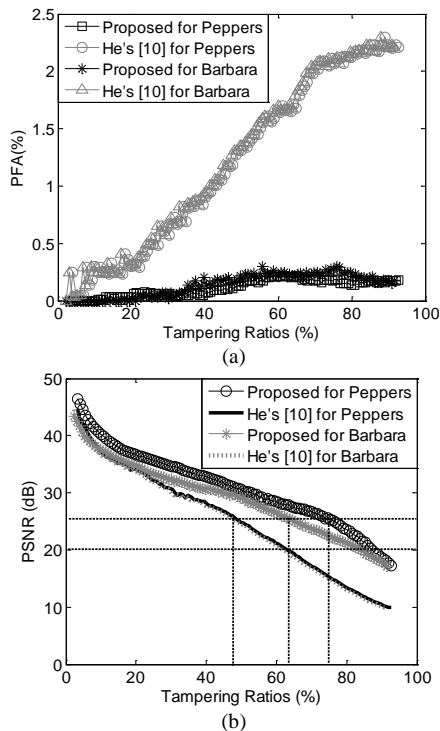 2.5
2
1.5
1
0.5
0
PFA(%)
Proposed for Peppers
He's [10] for Peppers
Proposed for Barbara
He's [10] for Barbara
0 20 40 60 80 100
Tampering Ratios (%)
(a)
50
40
30
20
10
0
PSNR (dB)
Proposed for Peppers
He's [10] for Peppers
Proposed for Barbara
He's [10] for Barbara
0 20 40 60 80 100
Tampering Ratios (%)
(b)